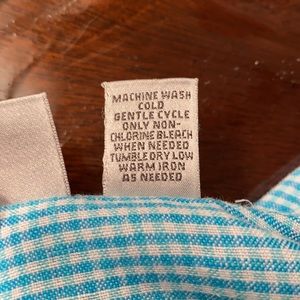 MACHINE WASH
COLD
GENTLE CYCLE
ONLY NON-
CHLORINE BLEACH
WHEN NEEDED
TUMBLE DRY LOW
WARM IRON
AS NEEDED